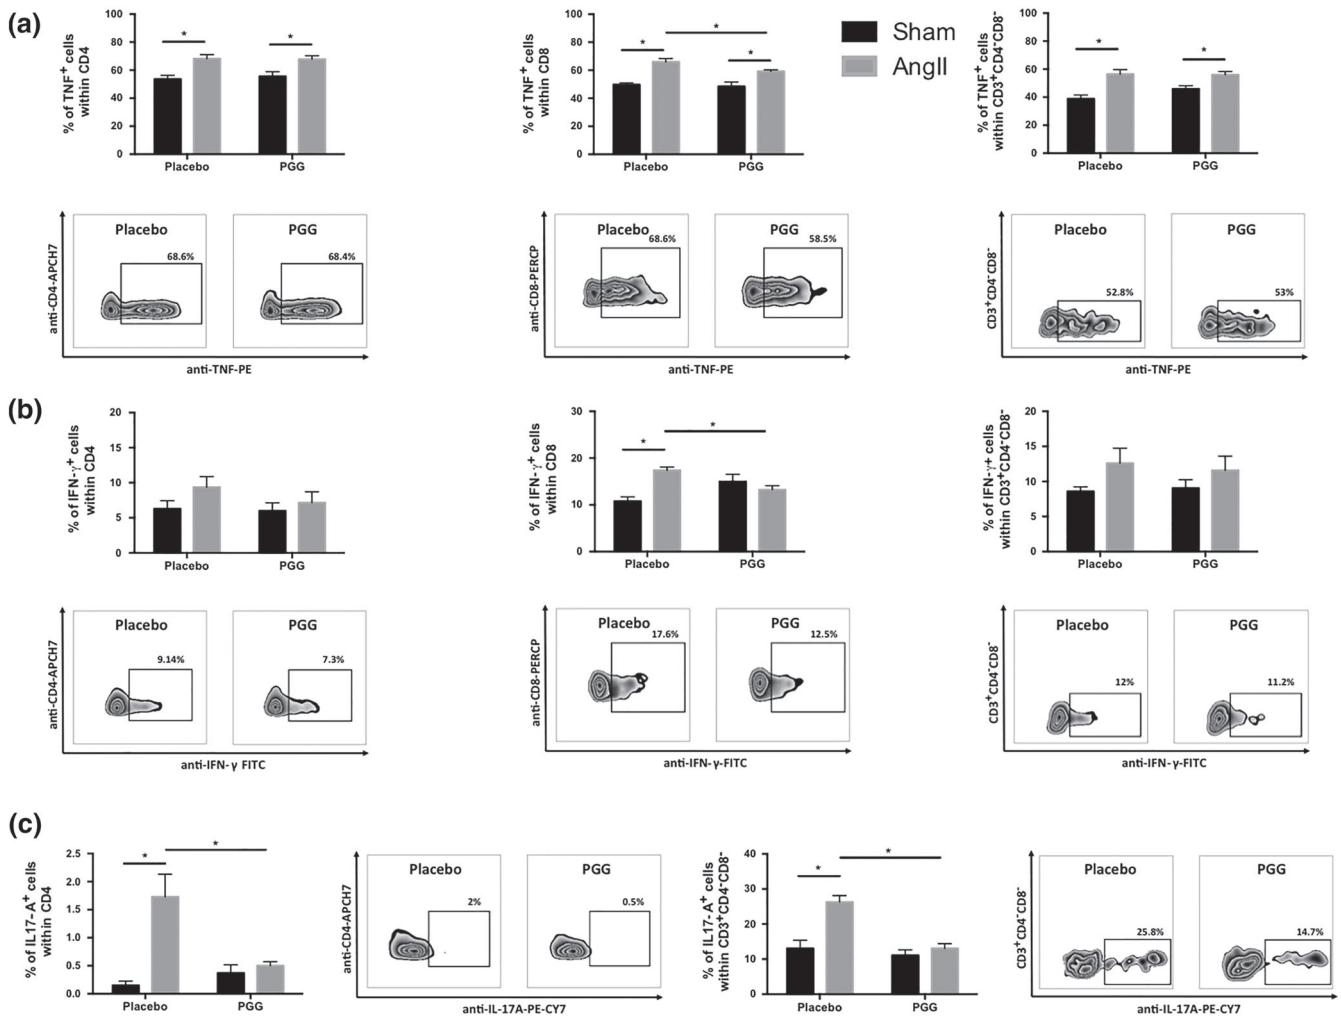 (a)
% of TNF+ cells
within CD4
100
80
60
40
20
0
*
*
Placebo
PGG
% of TNF+ cells
within CD8
100
80
60
40
20
0
*
*
*
Placebo
PGG
Sham
AngII
% of TNF+ cells
within CD3+CD4-CD8-
100
80
60
40
20
0
*
*
Placebo
PGG
anti-CD4-APCH7
Placebo
68.6%
PGG
68.4%
anti-TNF-PE
anti-CD8-PERCP
Placebo
68.6%
PGG
58.5%
anti-TNF-PE
CD3+CD4-CD8-
Placebo
52.8%
PGG
53%
anti-TNF-PE
(b)
% of IFN-γ+ cells
within CD4
20
15
10
5
0
Placebo
PGG
% of IFN-γ+ cells
within CD8
30
20
10
0
*
*
Placebo
PGG
% of IFN-γ+ cells
within CD3+CD4-CD8-
20
15
10
5
0
Placebo
PGG
anti-CD4-APCH7
Placebo
9.14%
PGG
7.3%
anti-IFN- γ FITC
anti-CD8-PERCP
Placebo
17.6%
PGG
12.5%
anti-IFN-γ-FITC
CD3+CD4-CD8-
Placebo
12%
PGG
11.2%
anti-IFN-γ-FITC
(c)
% of IL17-A+ cells
within CD4
2.5
2.0
1.5
1.0
0.5
0.0
*
*
Placebo
PGG
anti-CD4-APCH7
Placebo
2%
PGG
0.5%
anti-IL-17A-PE-CY7
% of IL17-A+ cells
within CD3+CD4-CD8-
40
30
20
10
0
*
*
Placebo
PGG
CD3+CD4-CD8-
Placebo
25.8%
PGG
14.7%
anti-IL-17A-PE-CY7